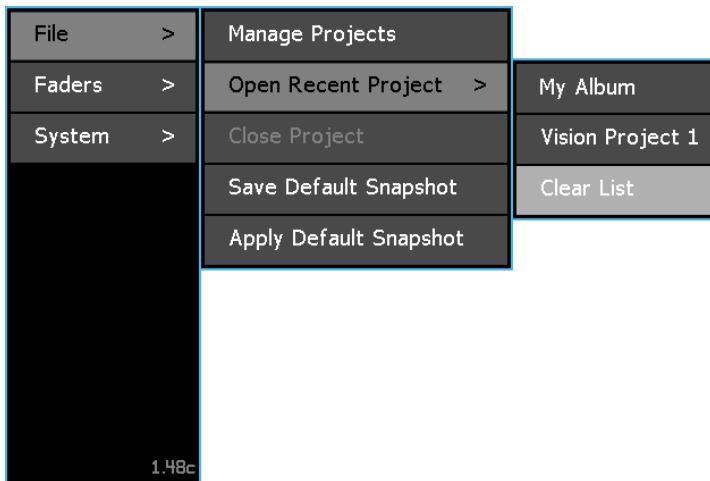 File >
Faders >
System >
1.48c
Manage Projects
Open Recent Project >
Close Project
Save Default Snapshot
Apply Default Snapshot
My Album
Vision Project 1
Clear List